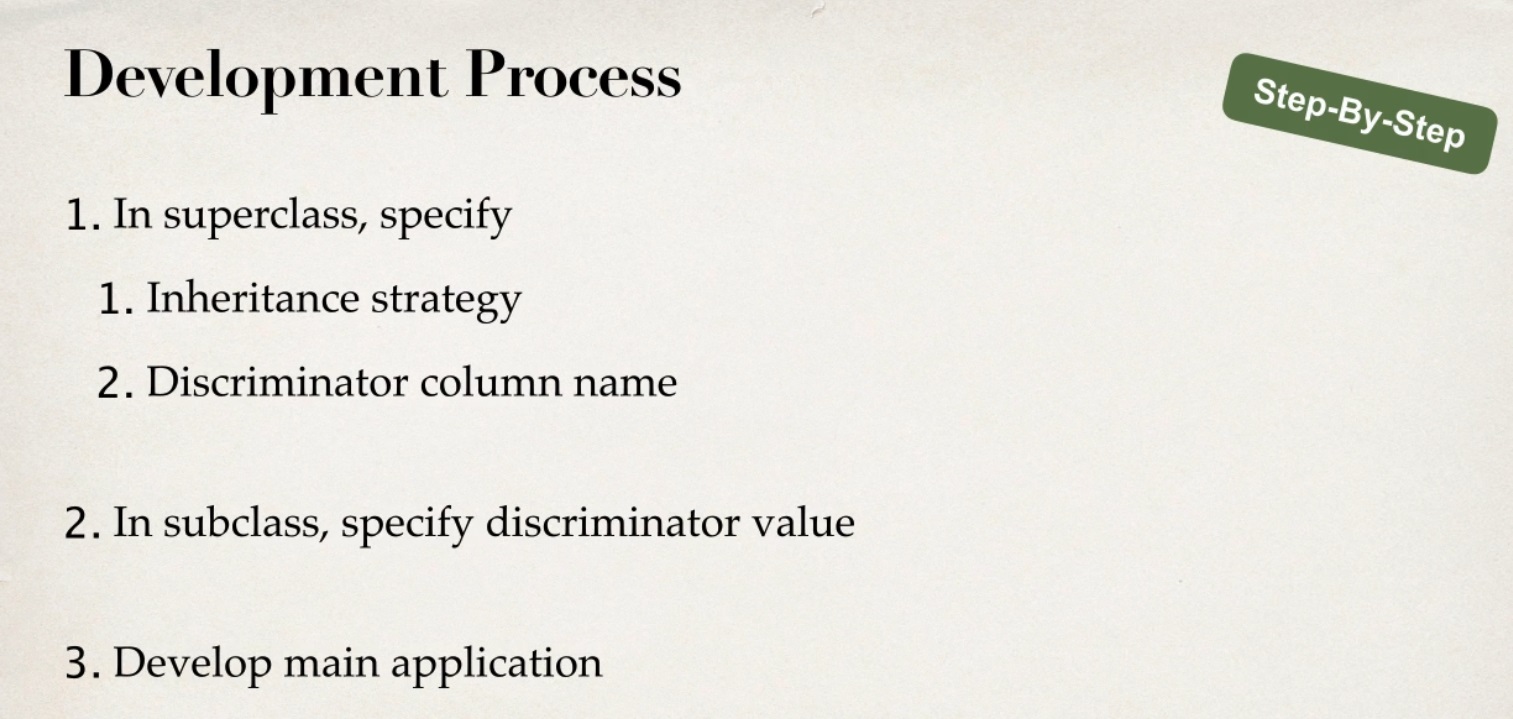 Development Process
Step-By-Step
1. In superclass, specify
1. Inheritance strategy
2. Discriminator column name
2. In subclass, specify discriminator value
3. Develop main application